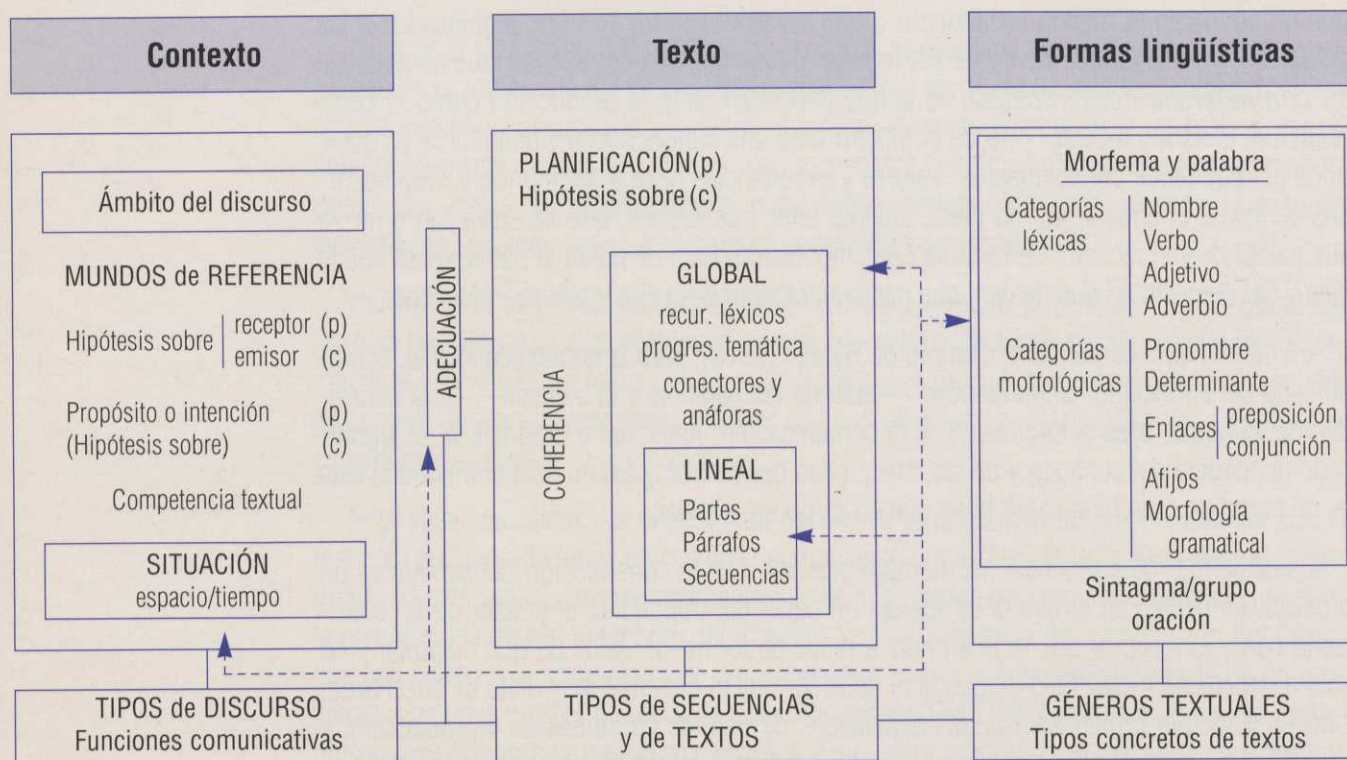 Contexto
Texto
Formas lingüísticas
Ámbito del discurso
MUNDOS de REFERENCIA
Hipótesis sobre
receptor (p)
emisor (c)
Propósito o intención (p)
(Hipótesis sobre) (c)
Competencia textual
SITUACIÓN
espacio/tiempo
ADECUACIÓN
PLANIFICACIÓN (p)
Hipótesis sobre (c)
COHERENCIA
GLOBAL
recur. léxicos
progres. temática
conectores y
anáforas
LINEAL
Partes
Párrafos
Secuencias
Morfema y palabra
Categorías
léxicas
Nombre
Verbo
Adjetivo
Adverbio
Categorías
morfológicas
Pronombre
Determinante
Enlaces
preposición
conjunción
Afijos
Morfología
gramatical
Sintagma/grupo
oración
TIPOS de DISCURSO
Funciones comunicativas
TIPOS de SECUENCIAS
y de TEXTOS
GÉNEROS TEXTUALES
Tipos concretos de textos